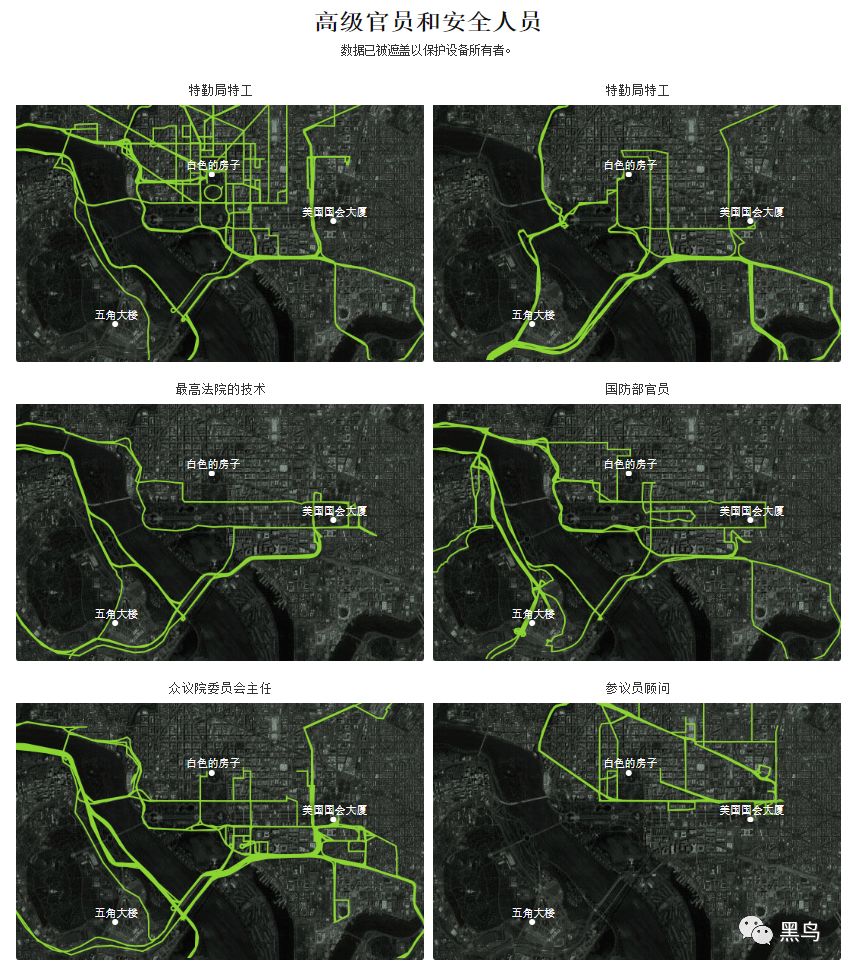 高级官员和安全人员
数据已被遮盖以保护设备所有者。
特勤局特工
特勤局特工
白色的房子
美国国会大厦
五角大楼
白色的房子
美国国会大厦
五角大楼
最高法院的技术
国防部官员
白色的房子
美国国会大厦
五角大楼
白色的房子
美国国会大厦
五角大楼
众议院委员会主任
参议员顾问
白色的房子
美国国会大厦
五角大楼
白色的房子
美国国会大厦
五角大楼
黑鸟